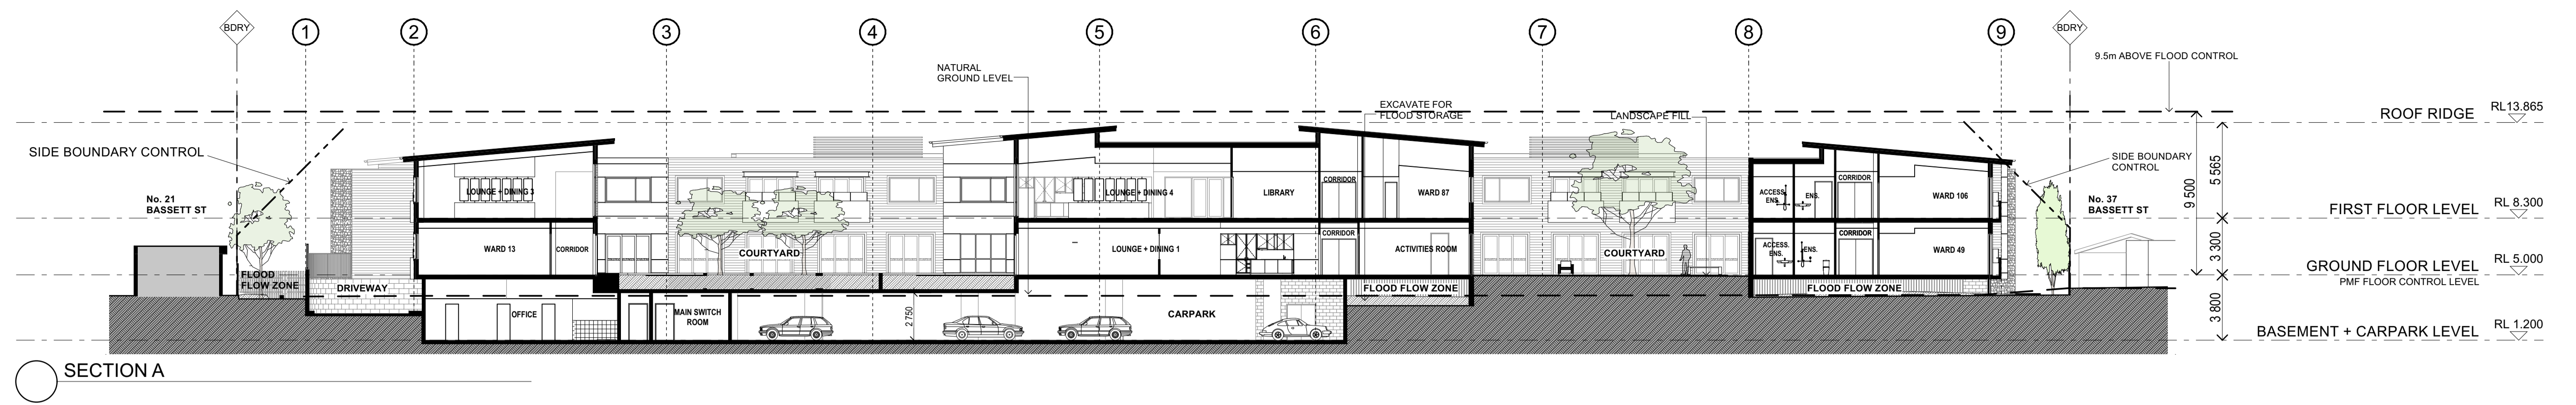 BDRY
1
2
3
4
5
6
7
8
9
BDRY
9.5m ABOVE FLOOD CONTROL
NATURAL
GROUND LEVEL
EXCAVATE FOR
FLOOD STORAGE
LANDSCAPE FILL
ROOF RIDGE
RL13.865
SIDE BOUNDARY CONTROL
SIDE BOUNDARY
CONTROL
No. 21
BASSETT ST
LOUNGE + DINING 3
LOUNGE + DINING 4
LIBRARY
CORRIDOR
WARD 87
ACCESS.
ENS.
ENS.
CORRIDOR
WARD 106
No. 37
BASSETT ST
5 565
9 500
FIRST FLOOR LEVEL
RL 8.300
WARD 13
CORRIDOR
COURTYARD
LOUNGE + DINING 1
CORRIDOR
ACTIVITIES ROOM
COURTYARD
ACCESS.
ENS.
ENS.
CORRIDOR
WARD 49
3 300
GROUND FLOOR LEVEL
RL 5.000
PMF FLOOR CONTROL LEVEL
FLOOD
FLOW ZONE
DRIVEWAY
FLOOD FLOW ZONE
FLOOD FLOW ZONE
OFFICE
MAIN SWITCH
ROOM
2 750
CARPARK
3 800
BASEMENT + CARPARK LEVEL
RL 1.200
SECTION A